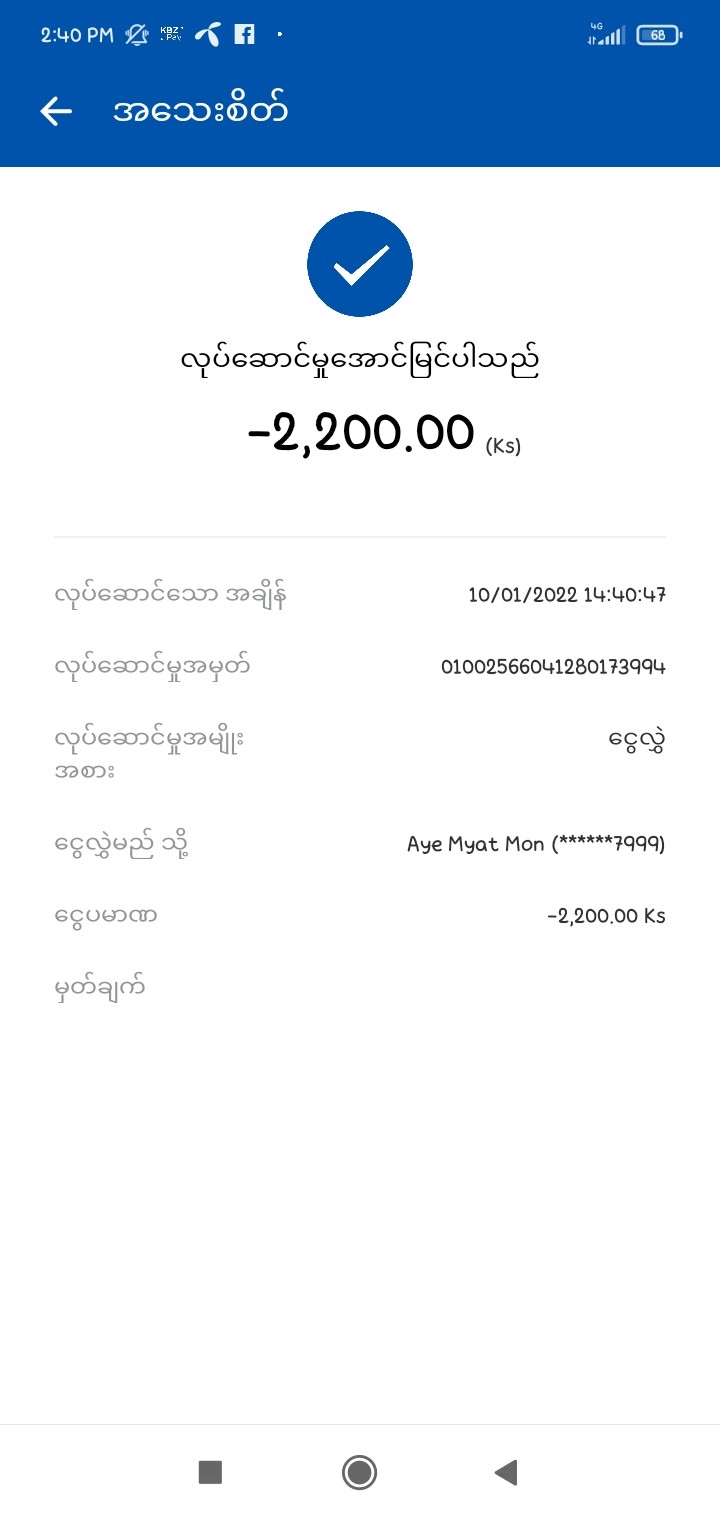 2:40 PM
KBZ
Pay
4G
68
အသေးစိတ်
လုပ်ဆောင်မှုအောင်မြင်ပါသည်
-2,200.00 (Ks)
လုပ်ဆောင်သော အချိန် 10/01/2022 14:40:47
လုပ်ဆောင်မှုအမှတ် 01002566041280173994
လုပ်ဆောင်မှုအမျိုး
အစား
ငွေလွှဲ
ငွေလွှဲမည် သို့ Aye Myat Mon (******7999)
ငွေပမာဏ -2,200.00 Ks
မှတ်ချက်